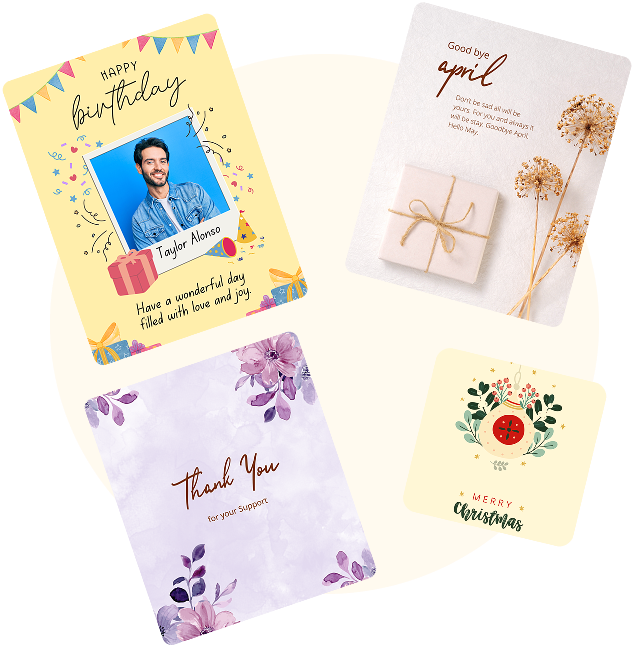 HAPPY
birthday
Taylor Alonso
Have a wonderful day
filled with love and joy.
Good bye
april
Don't be sad all will be
yours. For you and always it
will be stay. Goodbye April,
Hello May.
Thank You
for your Support
MERRY
Christmas